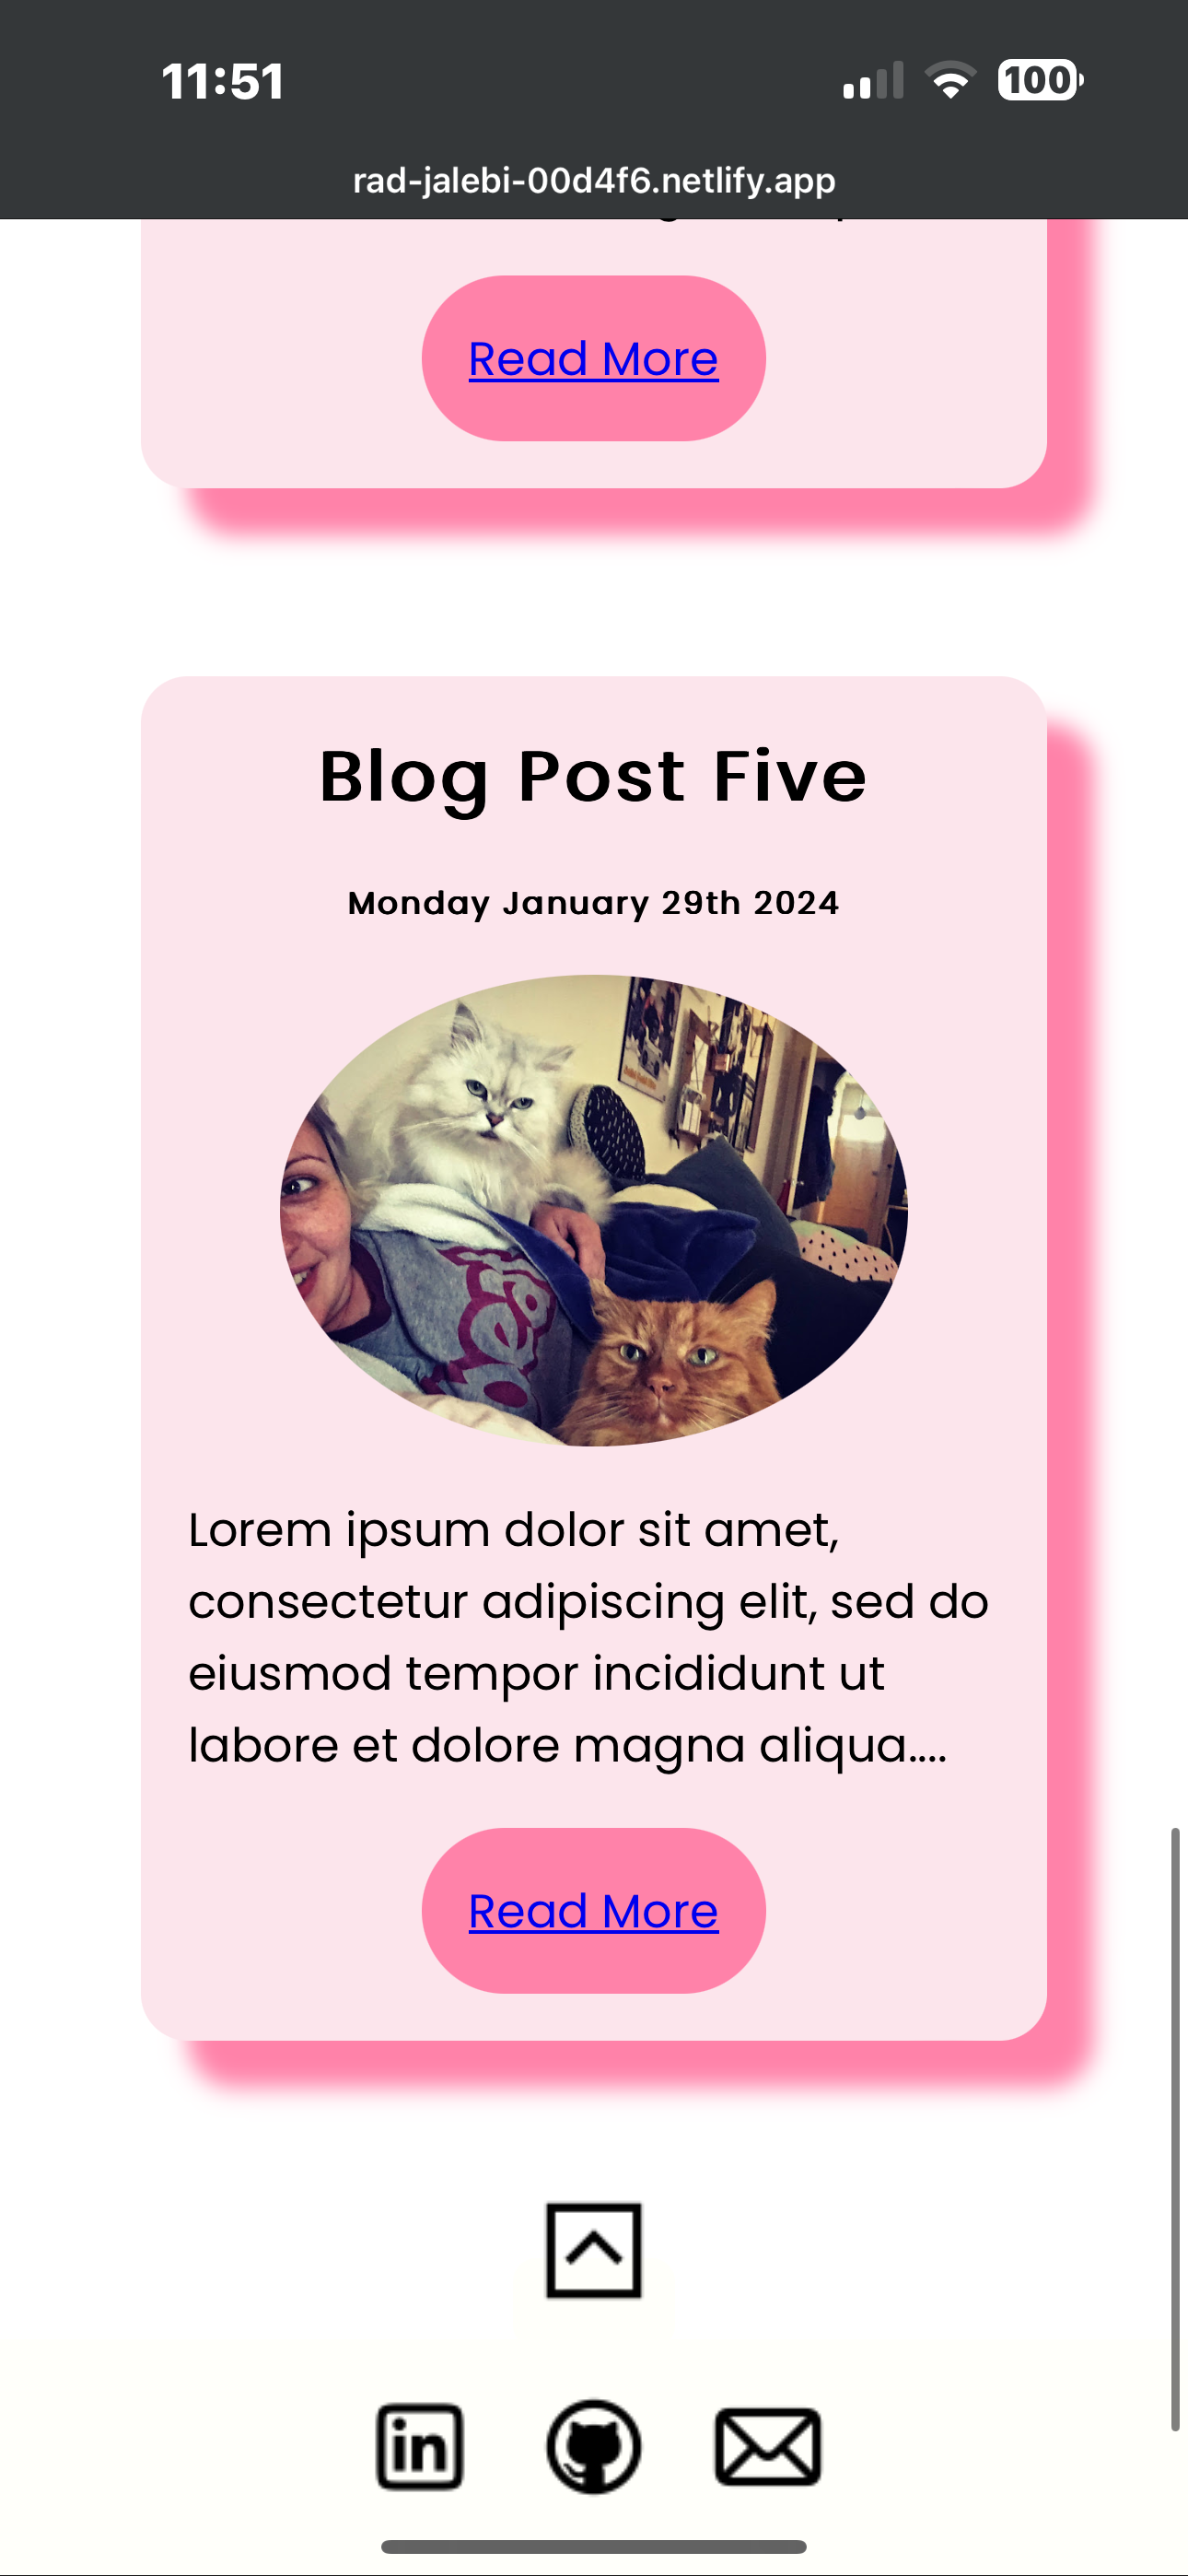 11:51
100
rad-jalebi-00d4f6.netlify.app
Read More
Blog Post Five
Monday January 29th 2024
Lorem ipsum dolor sit amet,
consectetur adipiscing elit, sed do
eiusmod tempor incididunt ut
labore et dolore magna aliqua....
Read More
in